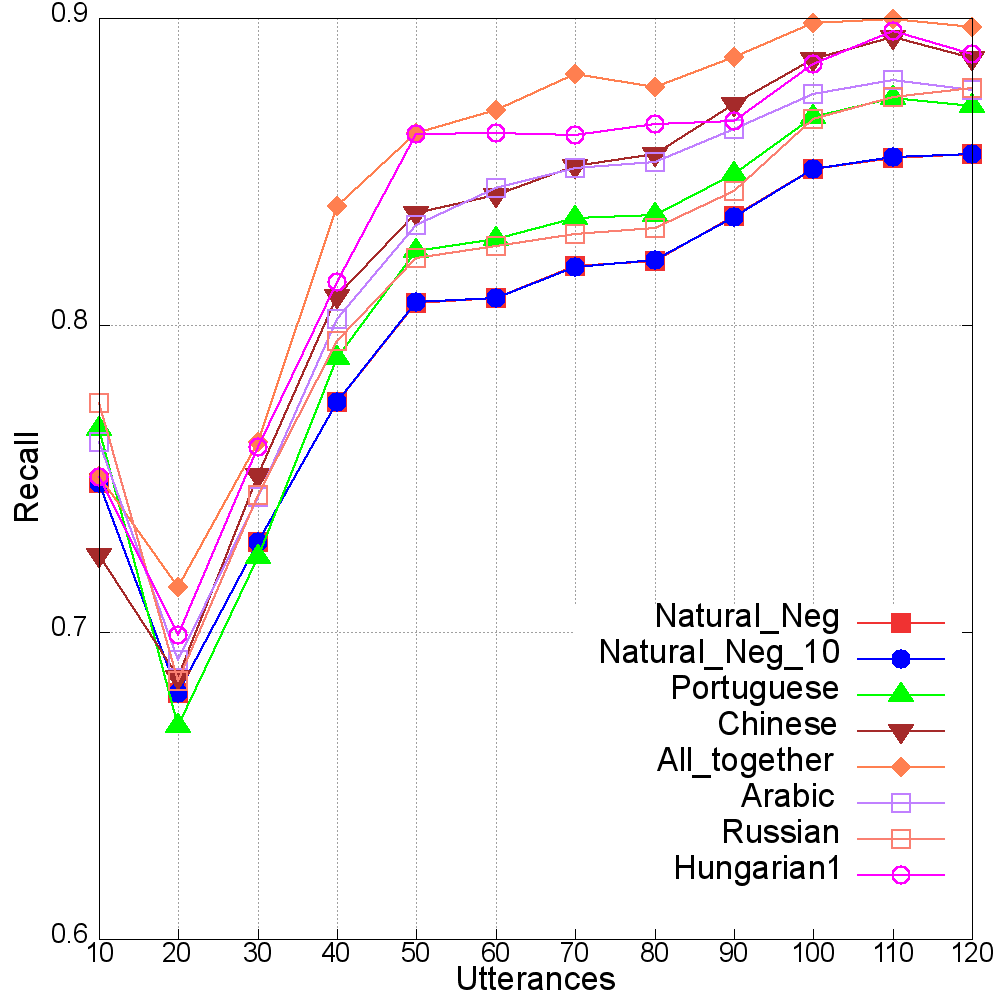 0.9
0.8
0.7
0.6
Recall
10 20 30 40 50 60 70 80 90 100 110 120
Utterances
Natural_Neg
Natural_Neg_10
Portuguese
Chinese
All_together
Arabic
Russian
Hungarian1